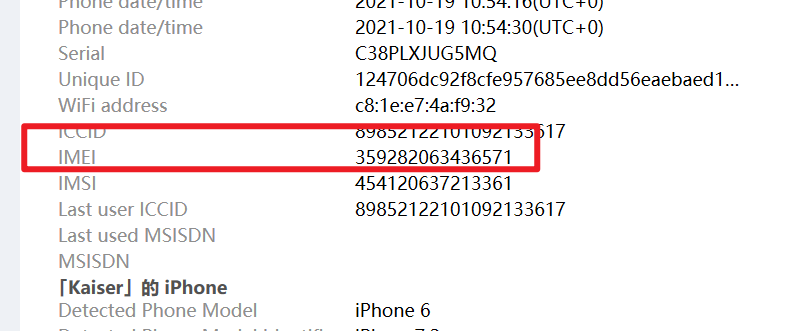 Phone date/time 2021-10-19 10:54:16(UTC+0)
Phone date/time 2021-10-19 10:54:30(UTC+0)
Serial C38PLXJUG5MQ
Unique ID 124706dc92f8cfe957685ee8dd56eaebaed1...
WiFi address c8:1e:e7:4a:f9:32
ICCID 89852122101092133617
IMEI 359282063436571
IMSI 454120637213361
Last user ICCID 89852122101092133617
Last used MSISDN
MSISDN
「Kaiser」的 iPhone
Detected Phone Model iPhone 6
Detected Phone Model